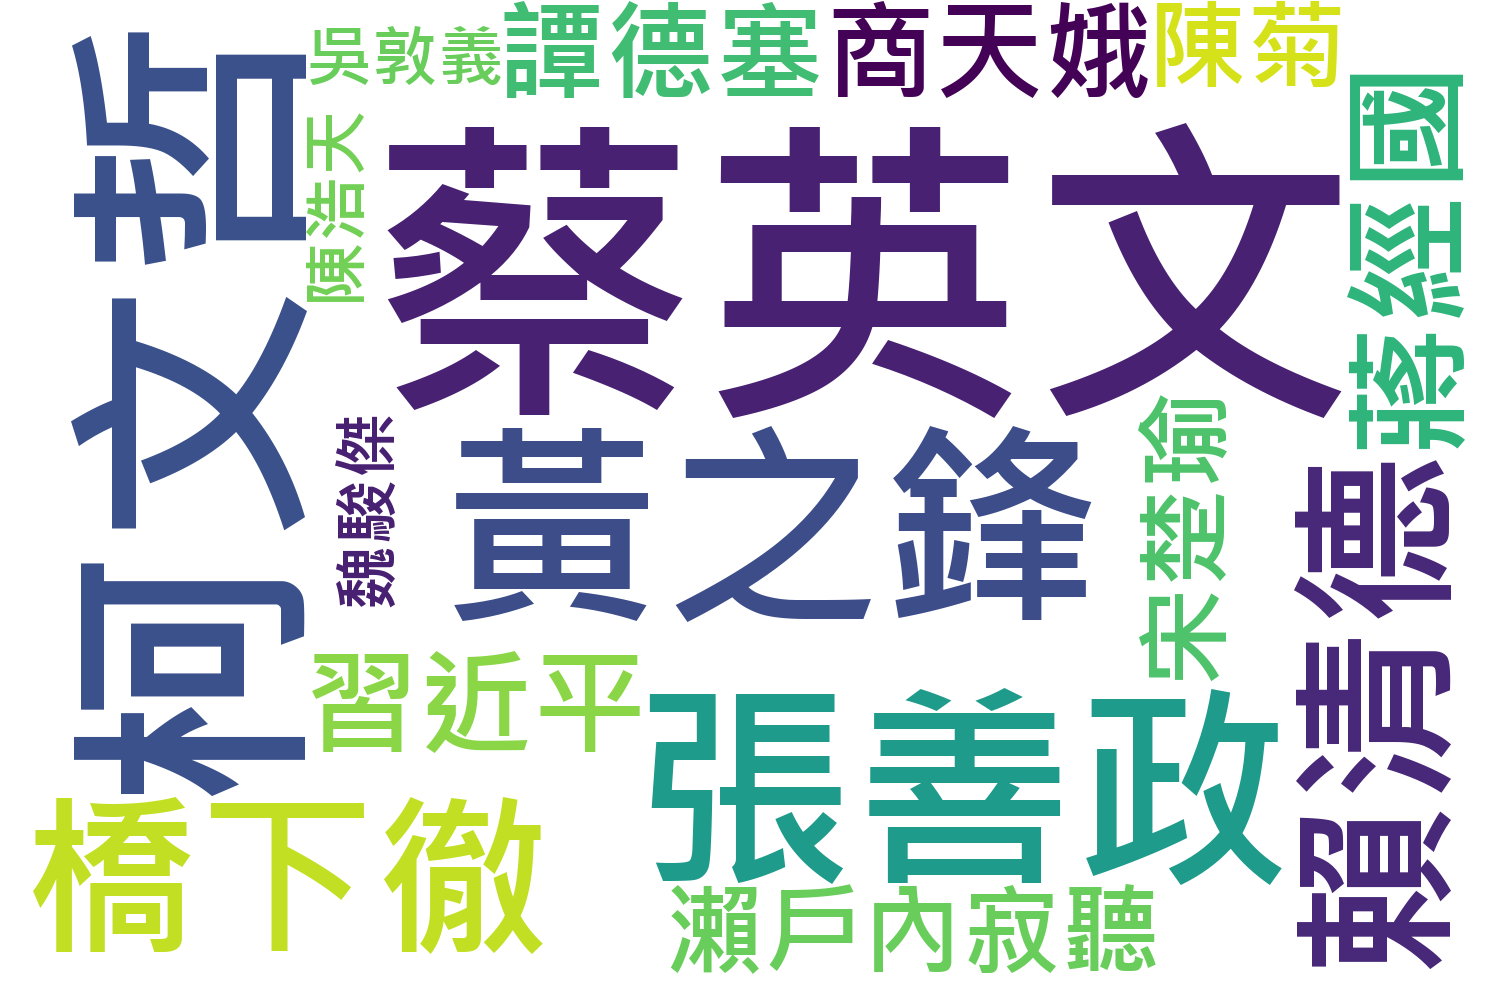 吳敦義
譚德塞
商天娥
陳菊
柯文哲
陳浩天
蔡英文
蔣經國
魏駿傑
黃之鋒
宋楚瑜
賴清德
習近平
張善政
橋下徹
瀨戶內寂聽